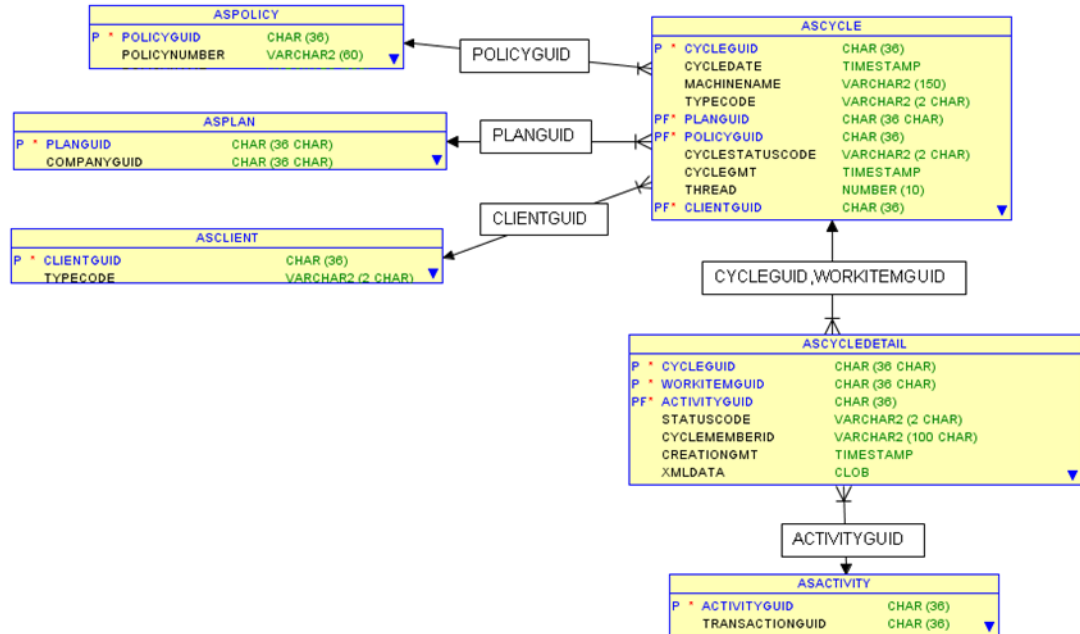 ASPOLICY
P * POLICYGUID CHAR (36)
POLICYNUMBER VARCHAR2 (60)
POLICYGUID
ASCYCLE
P * CYCLEGUID CHAR (36)
CYCLEDATE TIMESTAMP
MACHINENAME VARCHAR2 (150)
TYPECODE VARCHAR2 (2 CHAR)
PF* PLANGUID CHAR (36 CHAR)
PF* POLICYGUID CHAR (36)
CYCLESTATUSCODE VARCHAR2 (2 CHAR)
CYCLEGMT TIMESTAMP
THREAD NUMBER (10)
PF* CLIENTGUID CHAR (36)
ASPLAN
P * PLANGUID CHAR (36 CHAR)
COMPANYGUID CHAR (36 CHAR)
PLANGUID
CLIENTGUID
ASCLIENT
P * CLIENTGUID CHAR (36)
TYPECODE VARCHAR2 (2 CHAR)
CYCLEGUID,WORKITEMGUID
ASCYCLEDETAIL
P * CYCLEGUID CHAR (36 CHAR)
P * WORKITEMGUID CHAR (36 CHAR)
PF* ACTIVITYGUID CHAR (36)
STATUSCODE VARCHAR2 (2 CHAR)
CYCLEMEMBERID VARCHAR2 (100 CHAR)
CREATIONGMT TIMESTAMP
XMLDATA CLOB
ACTIVITYGUID
ASACTIVITY
P * ACTIVITYGUID CHAR (36)
TRANSACTIONGUID CHAR (36)